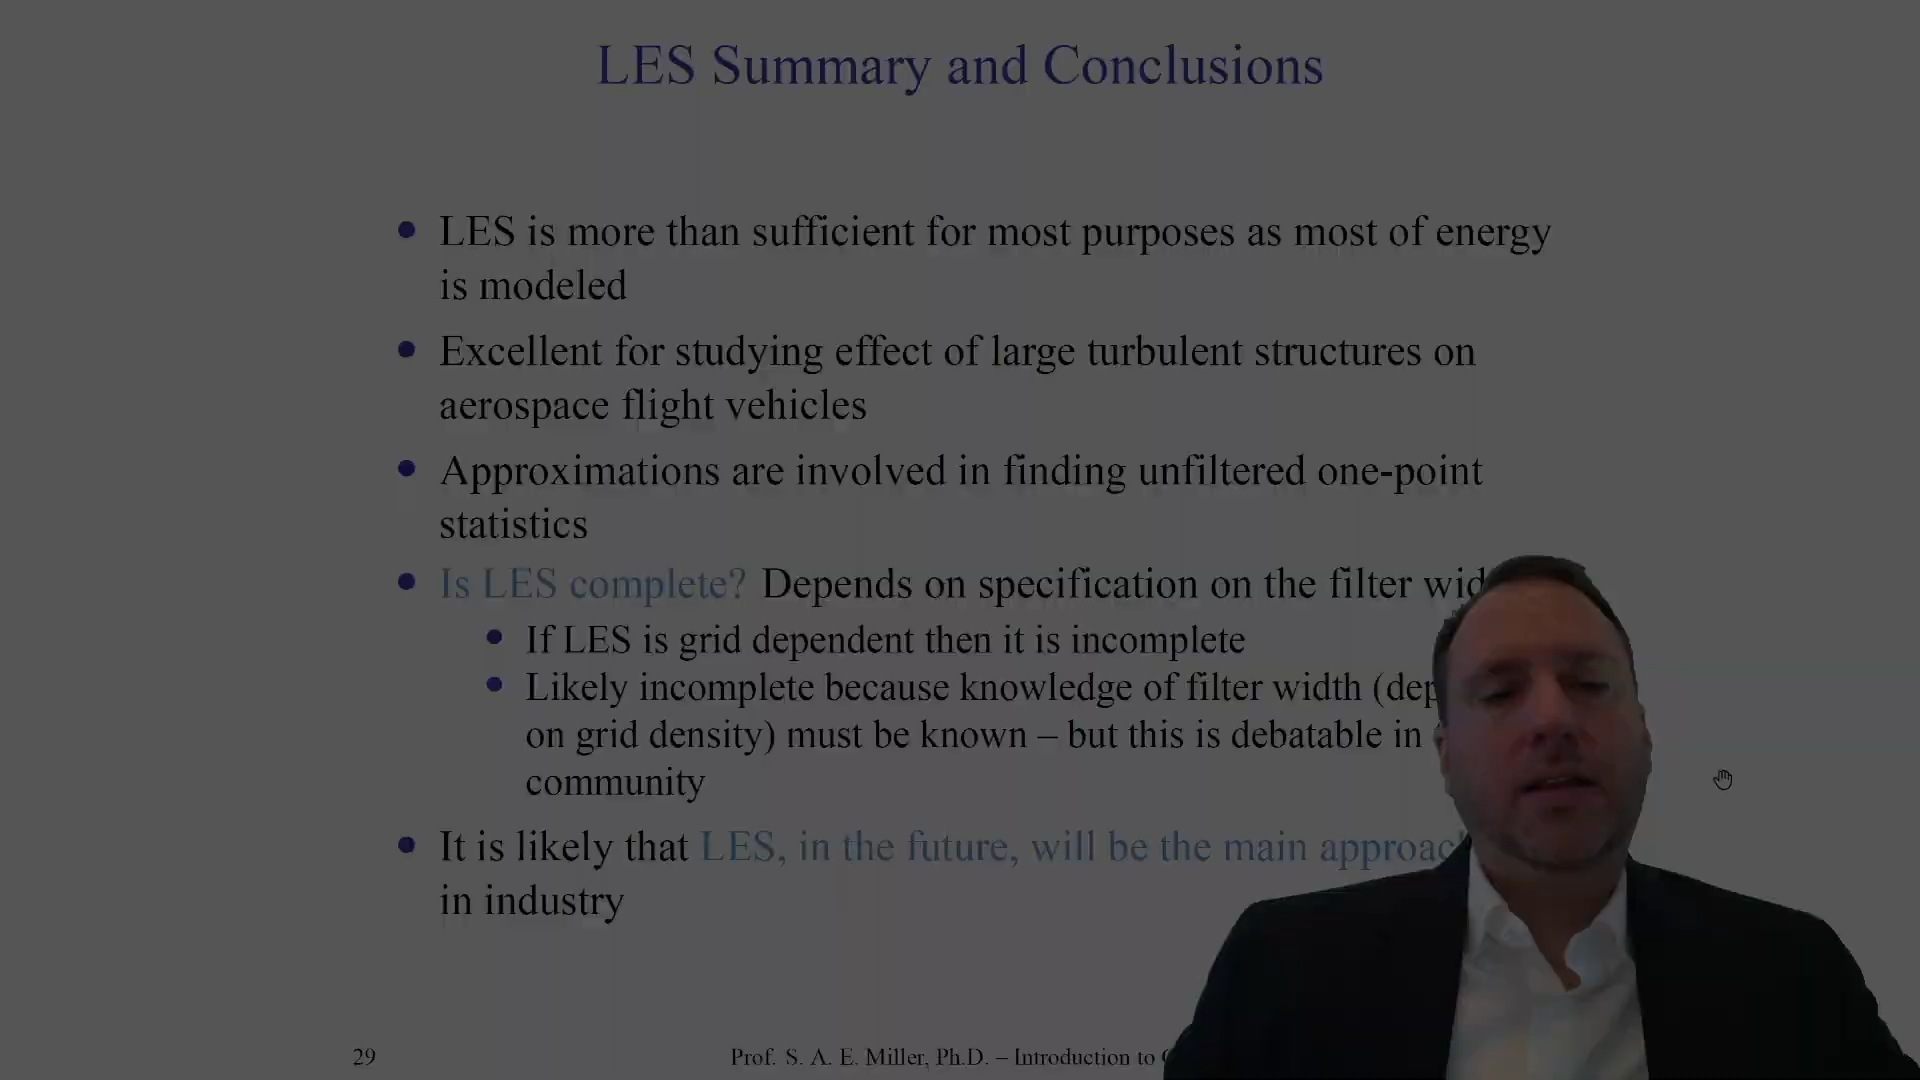 LES Summary and Conclusions
LES is more than sufficient for most purposes as most of energy
is modeled
Excellent for studying effect of large turbulent structures on
aerospace flight vehicles
Approximations are involved in finding unfiltered one-point
statistics
Is LES complete? Depends on specification on the filter
If LES is grid dependent then it is incomplete
Likely incomplete because knowledge of filter width
on grid density) must be known – but this is debatable in
community
It is likely that LES, in the future, will be the main
in industry
29
Prof. S. A. E. Miller, Ph.D. – Introduction to